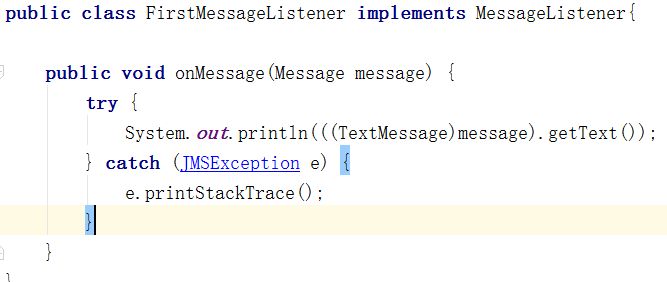 public class FirstMessageListener implements MessageListener{
public void onMessage(Message message) {
try {
System.out.println(((TextMessage)message).getText());
} catch (JMSException e) {
e.printStackTrace();
}
}